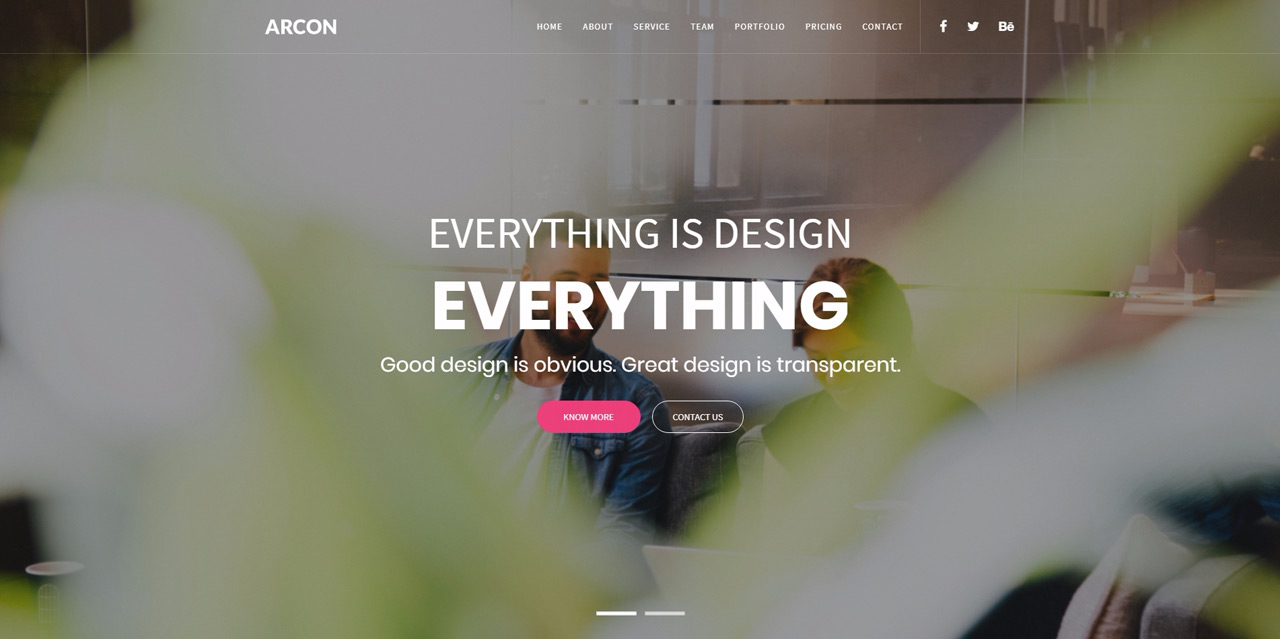 ARCON
HOME ABOUT SERVICE TEAM PORTFOLIO PRICING CONTACT Bē
EVERYTHING IS DESIGN
EVERYTHING
Good design is obvious. Great design is transparent.
KNOW MORE
CONTACT US